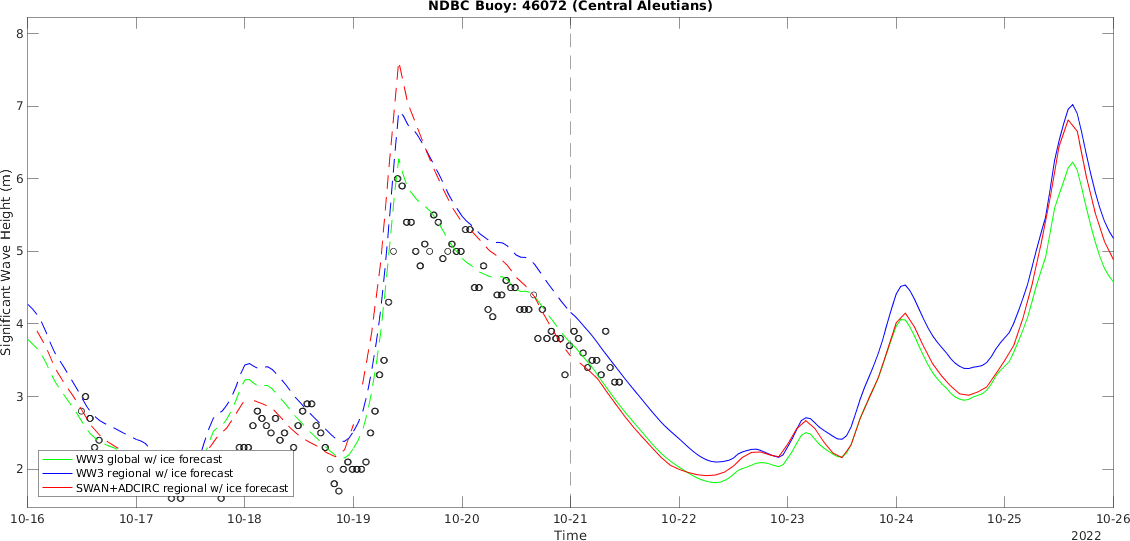 NDBC Buoy: 46072 (Central Aleutians)
8
7
6
5
4
3
2
Significant Wave Height (m)
WW3 global w/ ice forecast
WW3 regional w/ ice forecast
SWAN+ADCIRC regional w/ ice forecast
10-16 10-17 10-18 10-19 10-20 10-21 10-22 10-23 10-24 10-25 10-26
Time
2022